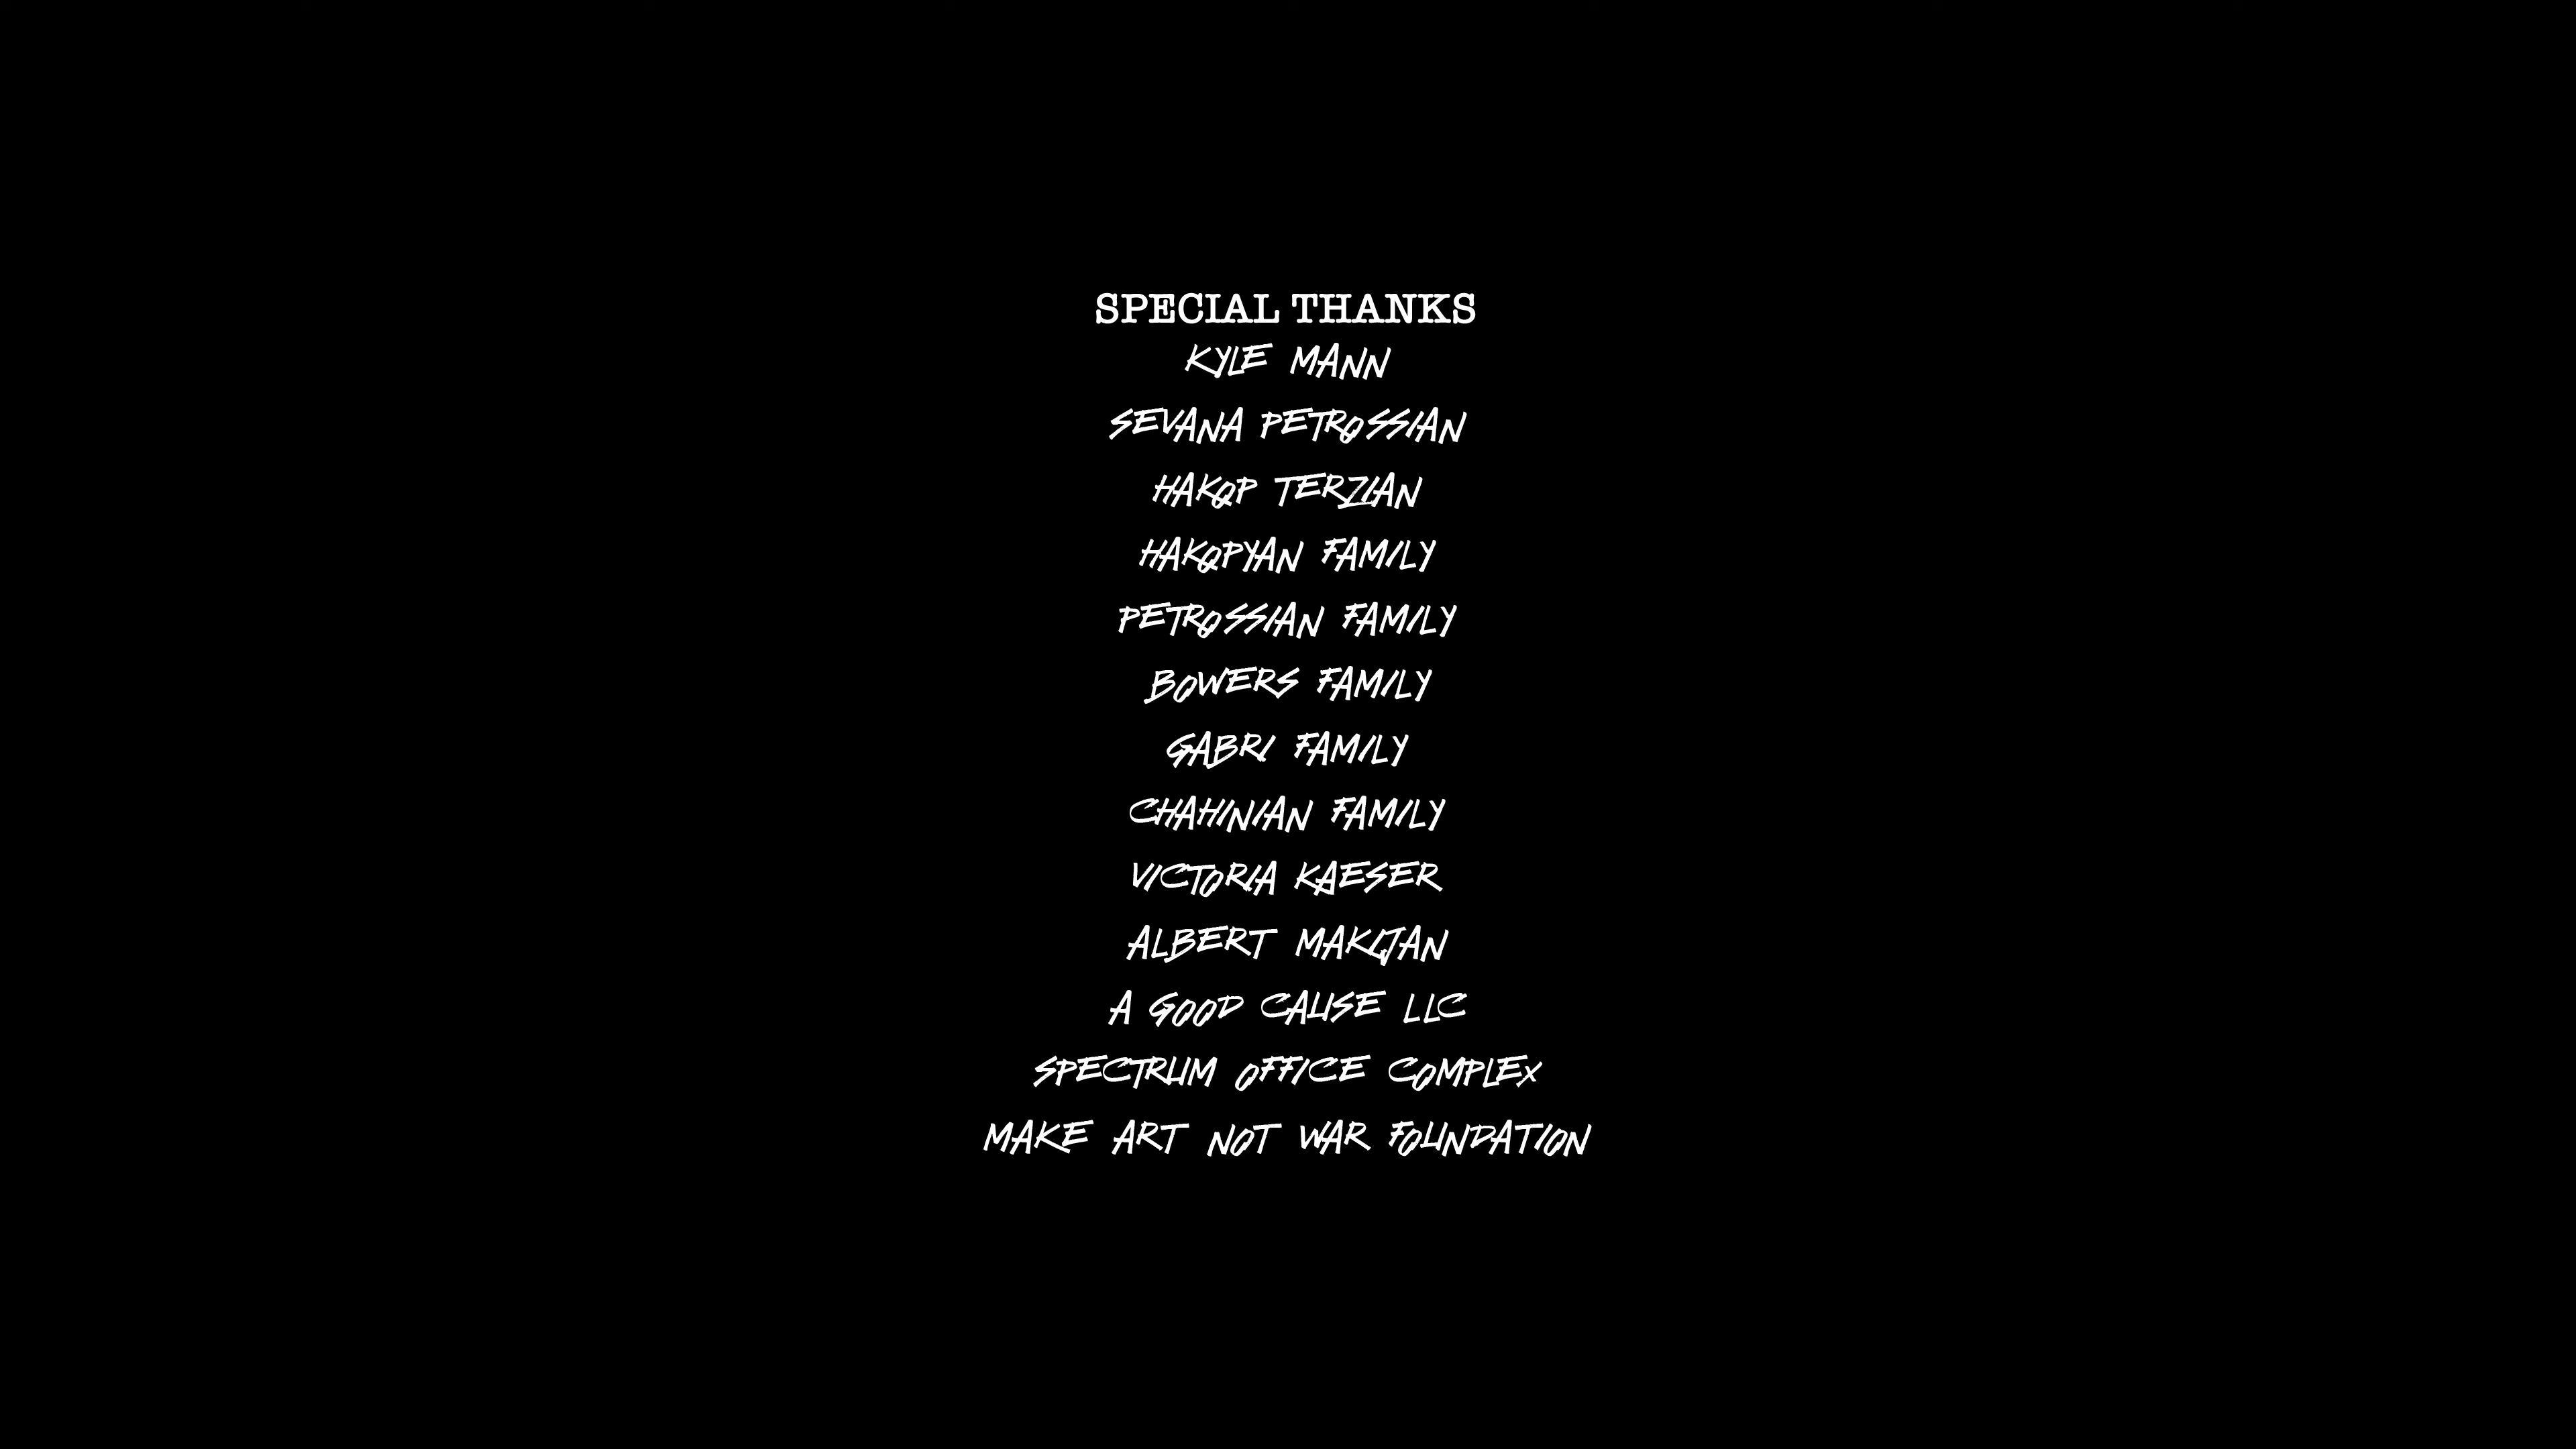 SPECIAL THANKS
KYLE MANN
SEVANA PETROSSIAN
HAKOP TERZIAN
HAKOPYAN FAMILY
PETROSSIAN FAMILY
BOWERS FAMILY
GABRI FAMILY
CHAHINIAN FAMILY
VICTORIA KAESER
ALBERT MAKIJAN
A GOOD CAUSE LLC
SPECTRUM OFFICE COMPLEX
MAKE ART NOT WAR FOUNDATION